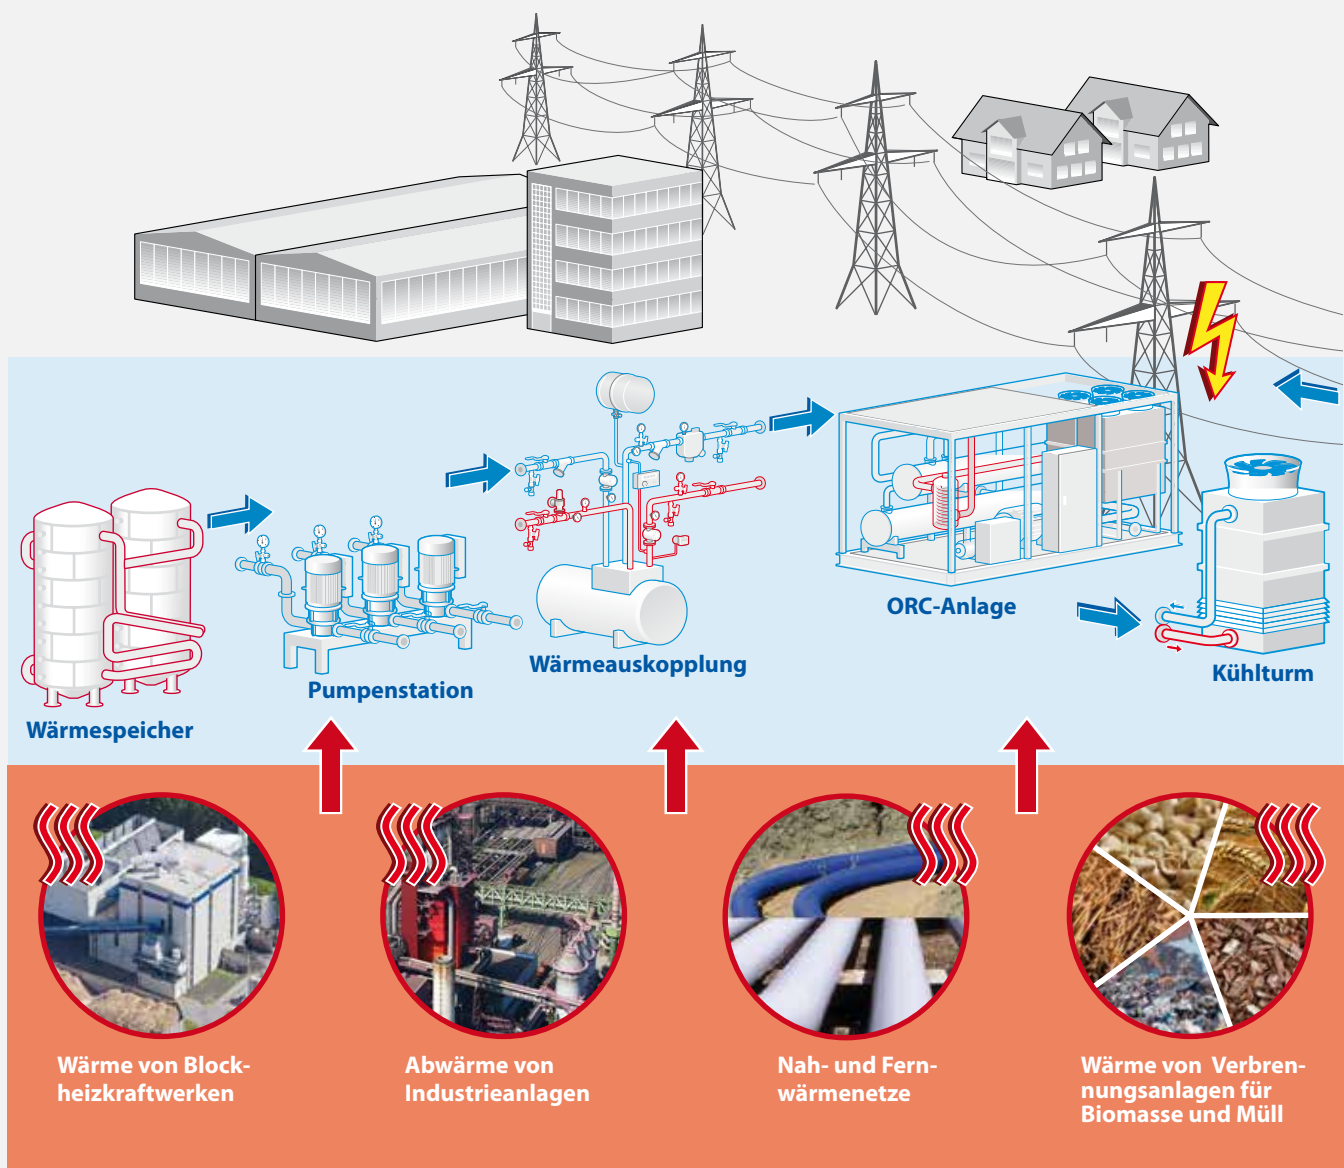 ORC-Anlage
Wärmeauskopplung
Kühlturm
Pumpenstation
Wärmespeicher
Wärme von Block-
heizkraftwerken
Abwärme von
Industrieanlagen
Nah- und Fern-
wärmenetze
Wärme von Verbren-
nungsanlagen für
Biomasse und Müll